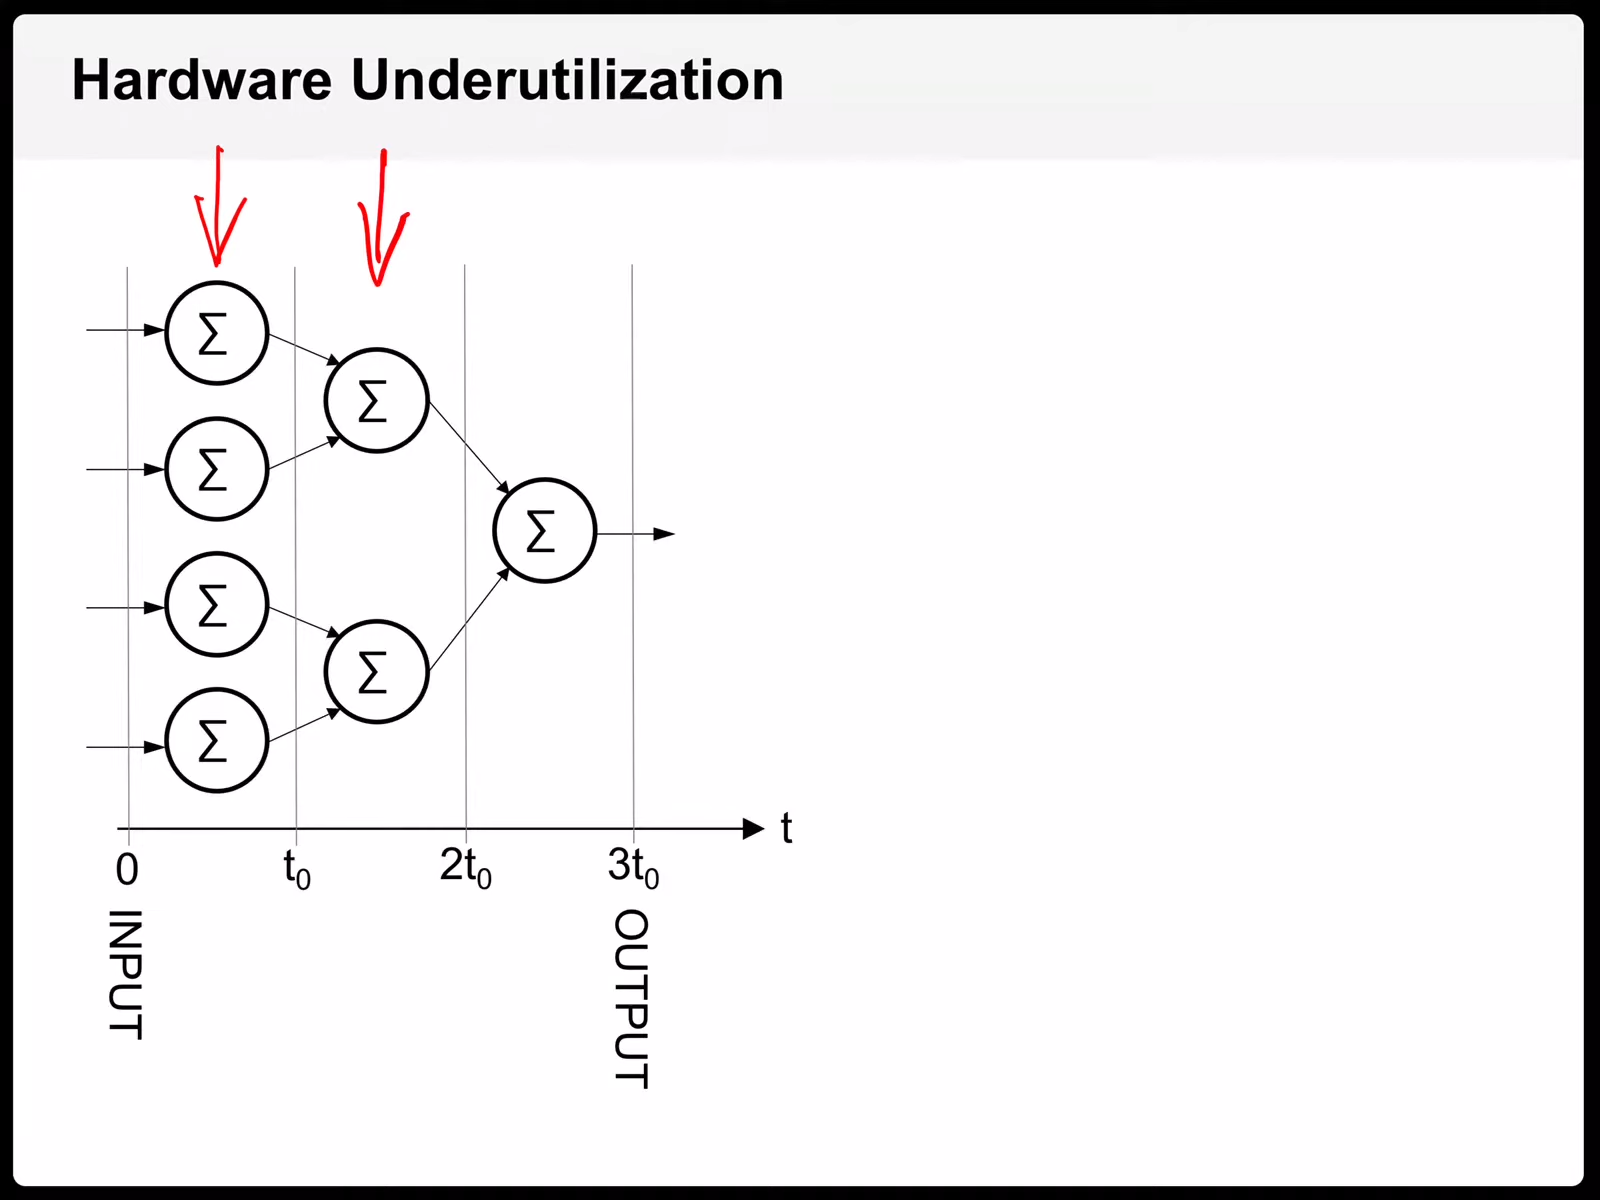 Hardware Underutilization
Σ
Σ
Σ
Σ
Σ
Σ
Σ
t
0 t₀ 2t₀ 3t₀
INPUT
OUTPUT